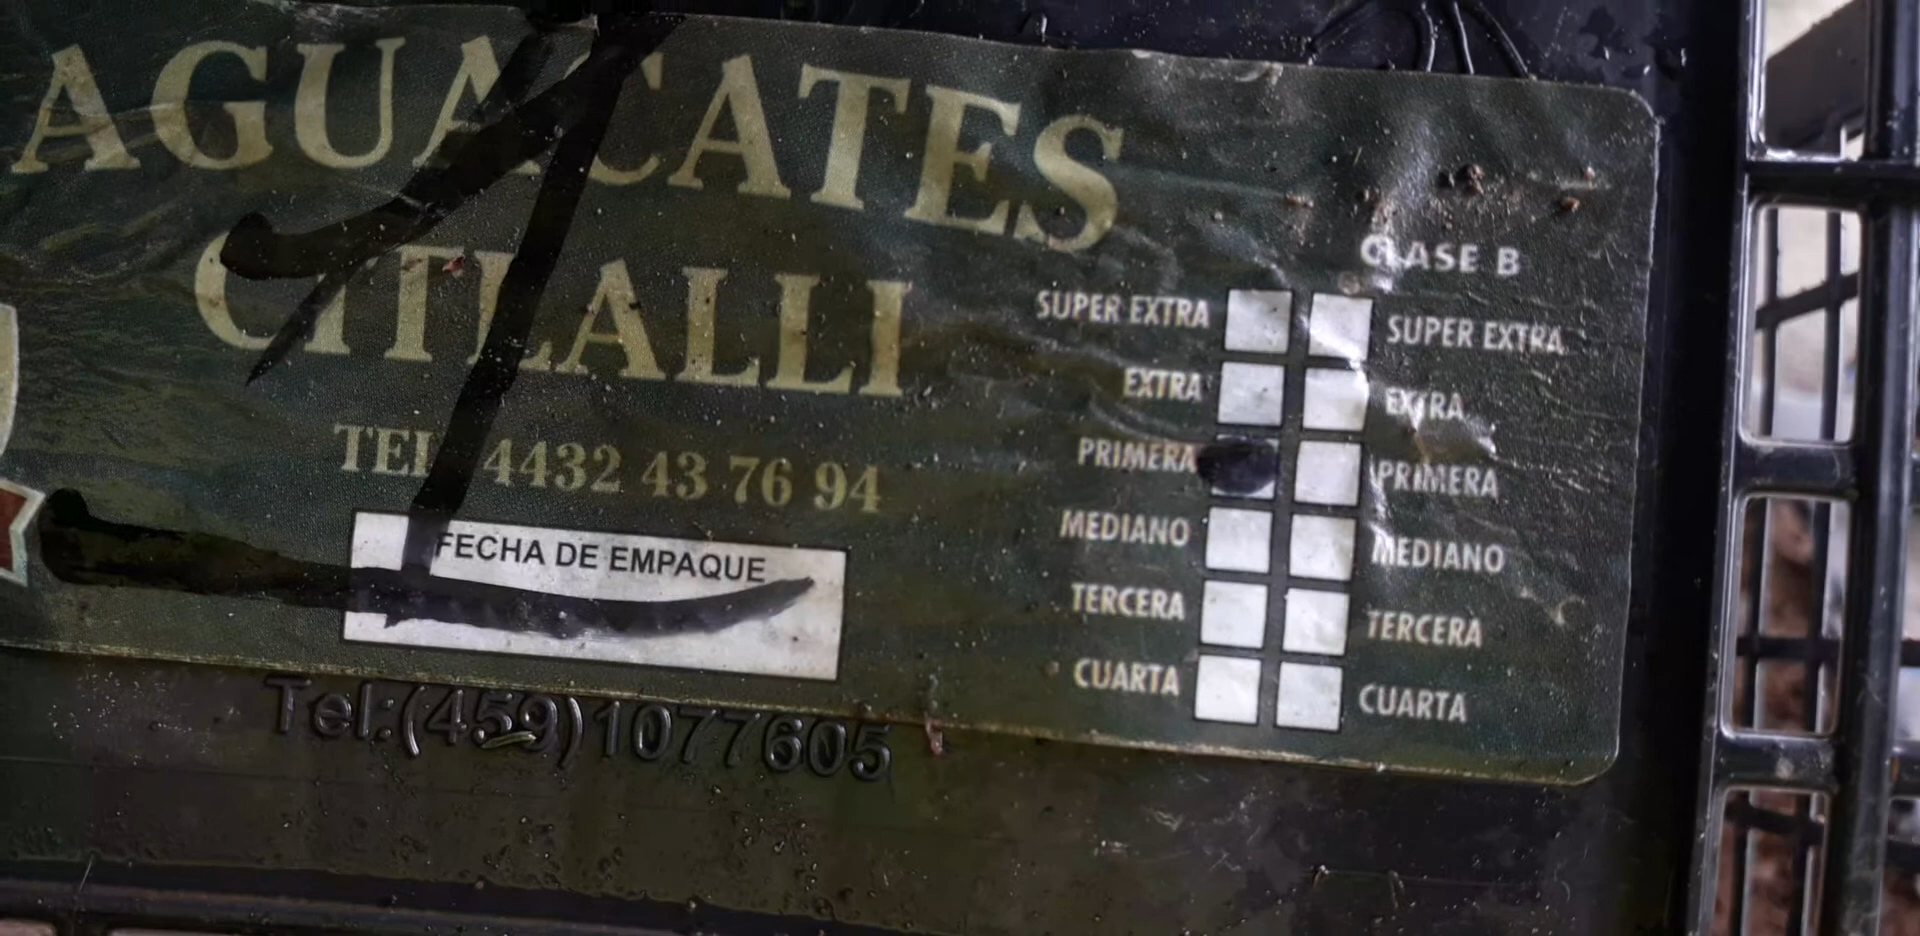 AGUACATES
CITLALLI
TEL 4432 43 76 94
FECHA DE EMPAQUE
CLASE B
SUPER EXTRA SUPER EXTRA
EXTRA EXTRA
PRIMERA PRIMERA
MEDIANO MEDIANO
TERCERA TERCERA
CUARTA CUARTA
Tel:(459)1077605